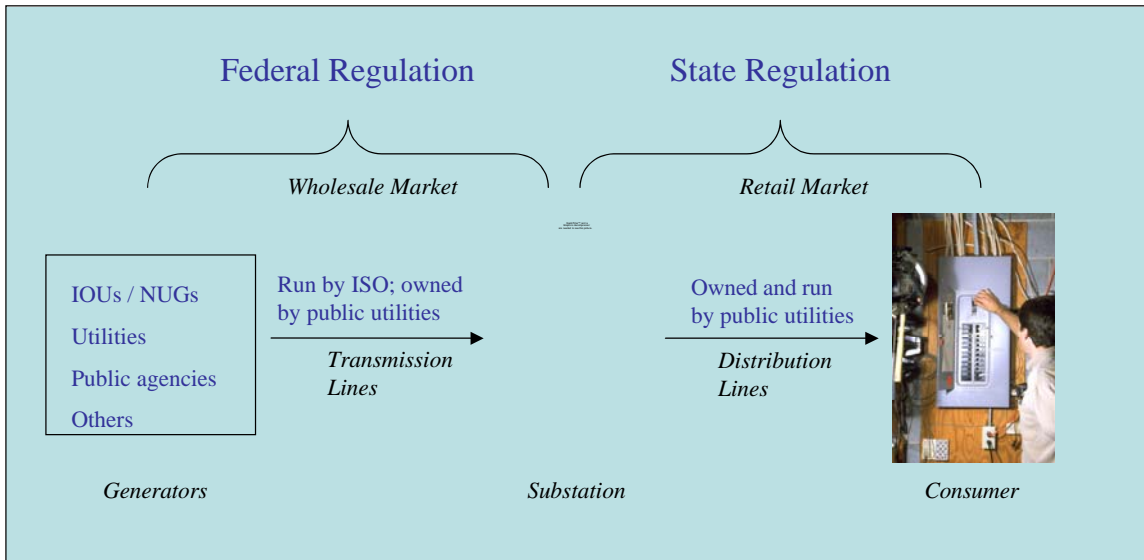 Federal Regulation
State Regulation
Wholesale Market
Retail Market
IOUs / NUGs
Utilities
Public agencies
Others
Run by ISO; owned
by public utilities
Transmission
Lines
Owned and run
by public utilities
Distribution
Lines
Generators
Substation
Consumer